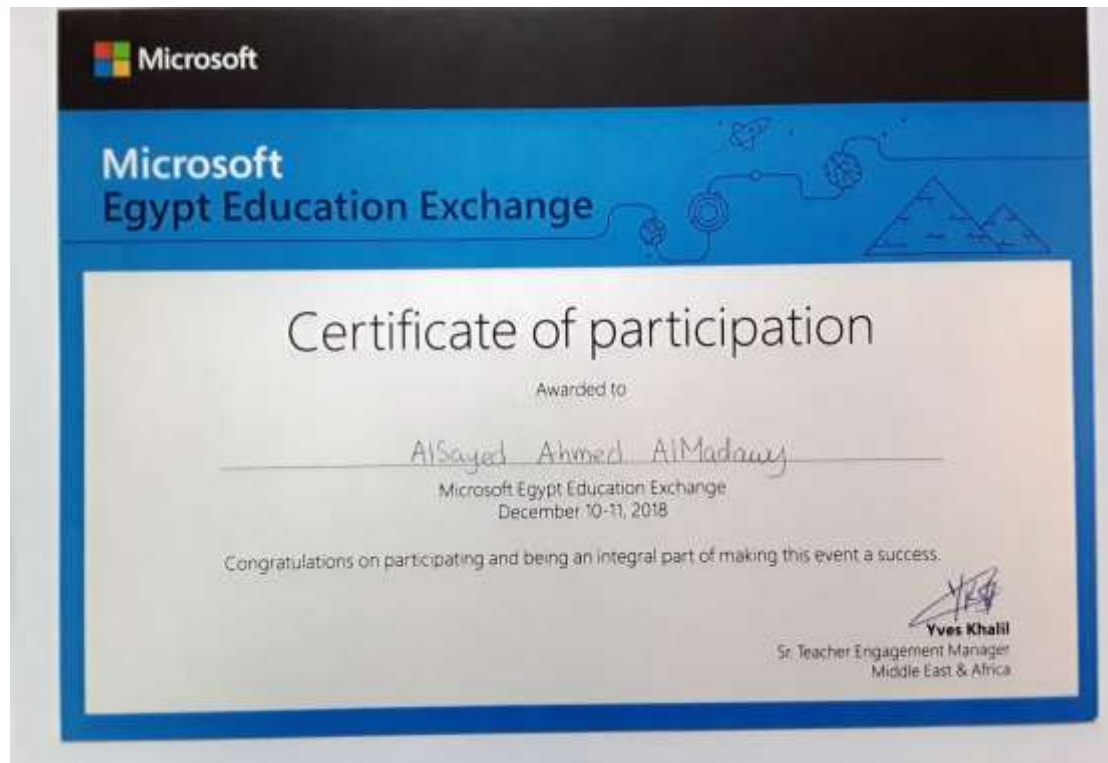 Microsoft
Microsoft
Egypt Education Exchange
Certificate of participation
Awarded to
AlSayed Ahmed AlMadawy
Microsoft Egypt Education Exchange
December 10-11, 2018
Congratulations on participating and being an integral part of making this event a success.
Yves Khalil
Sr. Teacher Engagement Manager
Middle East & Africa